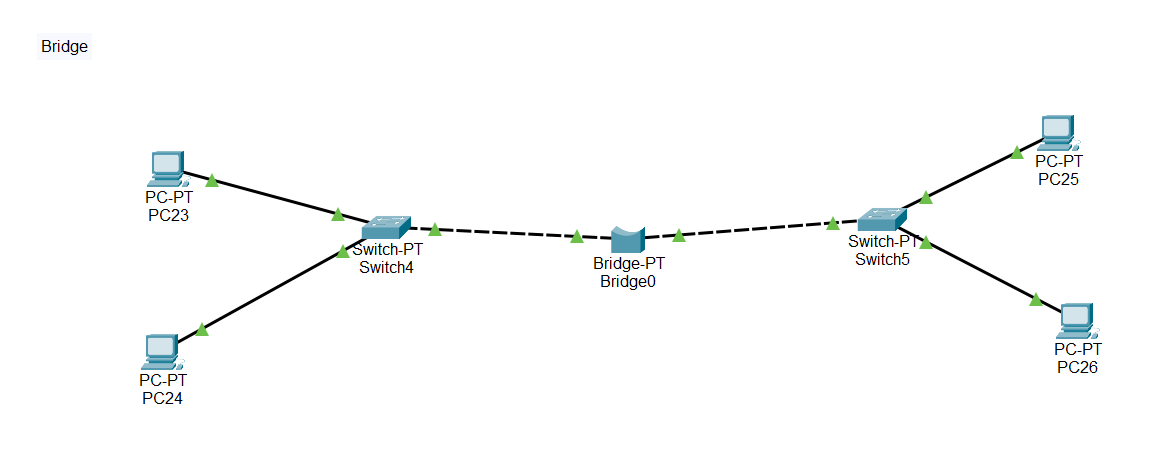 Bridge
PC-PT
PC25
PC-PT
PC23
Switch-PT
Switch4
Bridge-PT
Bridge0
Switch-PT
Switch5
PC-PT
PC26
PC-PT
PC24